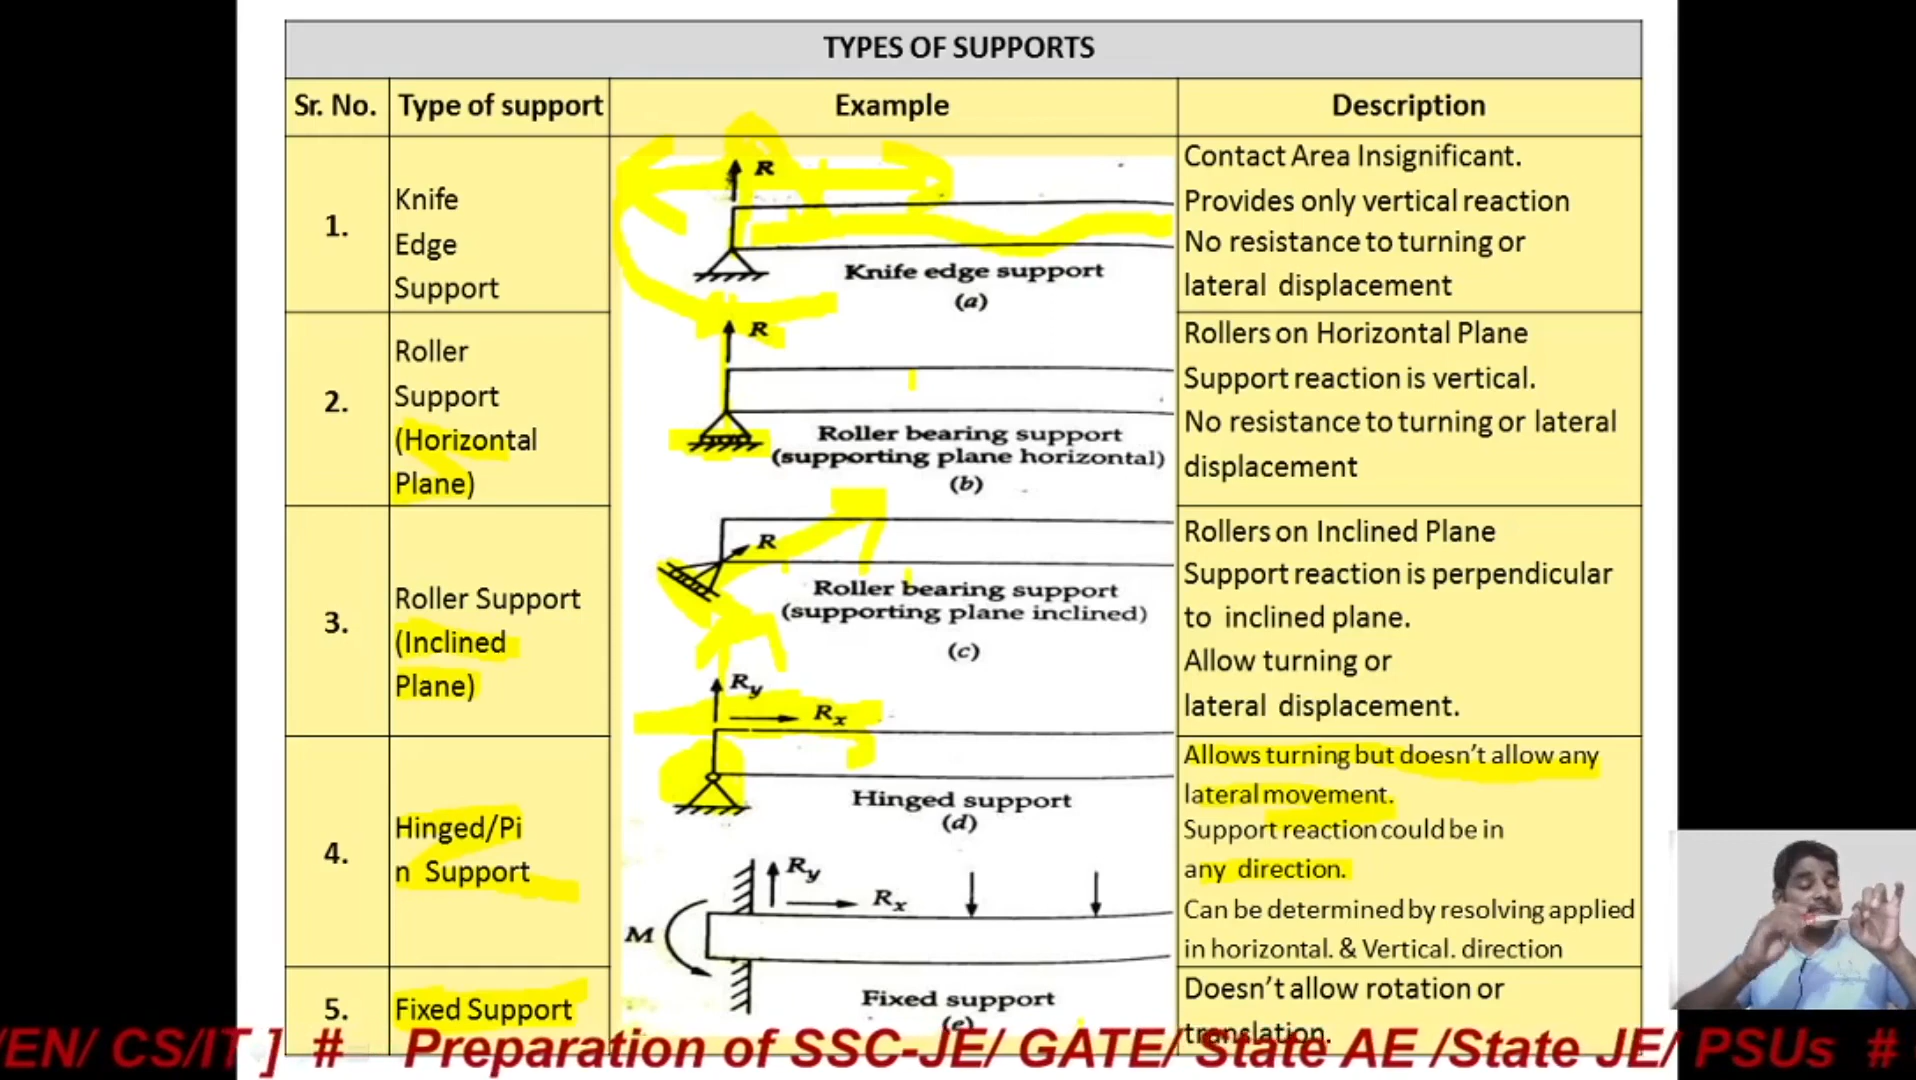 TYPES OF SUPPORTS
Sr. No.
Type of support
Example
Description
1.
Knife
Edge
Support
R
Knife edge support
(a)
Contact Area Insignificant.
Provides only vertical reaction
No resistance to turning or
lateral displacement
2.
Roller
Support
(Horizontal
Plane)
R
Roller bearing support
(supporting plane horizontal)
(b)
Rollers on Horizontal Plane
Support reaction is vertical.
No resistance to turning or lateral
displacement
3.
Roller Support
(Inclined
Plane)
R
Roller bearing support
(supporting plane inclined)
(c)
Rollers on Inclined Plane
Support reaction is perpendicular
to inclined plane.
Allow turning or
lateral displacement.
4.
Hinged/Pi
n Support
Ry
Rx
Hinged support
(d)
Allows turning but doesn't allow any
lateral movement.
Support reaction could be in
any direction.
Can be determined by resolving applied
in horizontal. & Vertical. direction
5.
Fixed Support
Ry
Rx
M
Fixed support
(e)
Doesn't allow rotation or
translation.
/EN/ CS/IT ] # Preparation of SSC-JE/ GATE/ State AE /State JE/ PSUs #